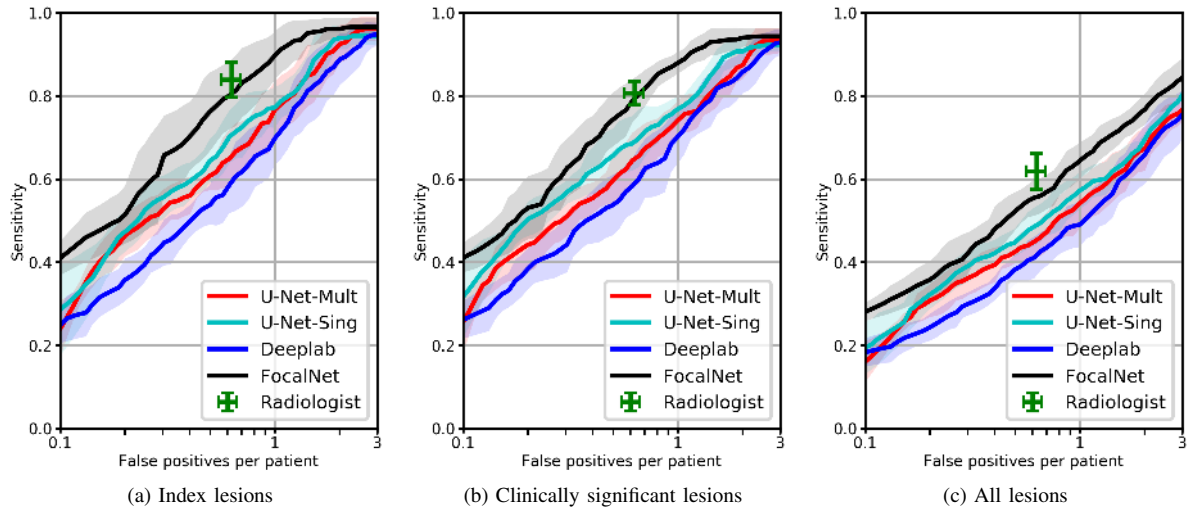 1.0
0.8
0.6
0.4
0.2
0.0
Sensitivity
U-Net-Mult
U-Net-Sing
Deeplab
FocalNet
Radiologist
0.1 1 3
False positives per patient
(a) Index lesions
1.0
0.8
0.6
0.4
0.2
0.0
Sensitivity
U-Net-Mult
U-Net-Sing
Deeplab
FocalNet
Radiologist
0.1 1 3
False positives per patient
(b) Clinically significant lesions
1.0
0.8
0.6
0.4
0.2
0.0
Sensitivity
U-Net-Mult
U-Net-Sing
Deeplab
FocalNet
Radiologist
0.1 1 3
False positives per patient
(c) All lesions